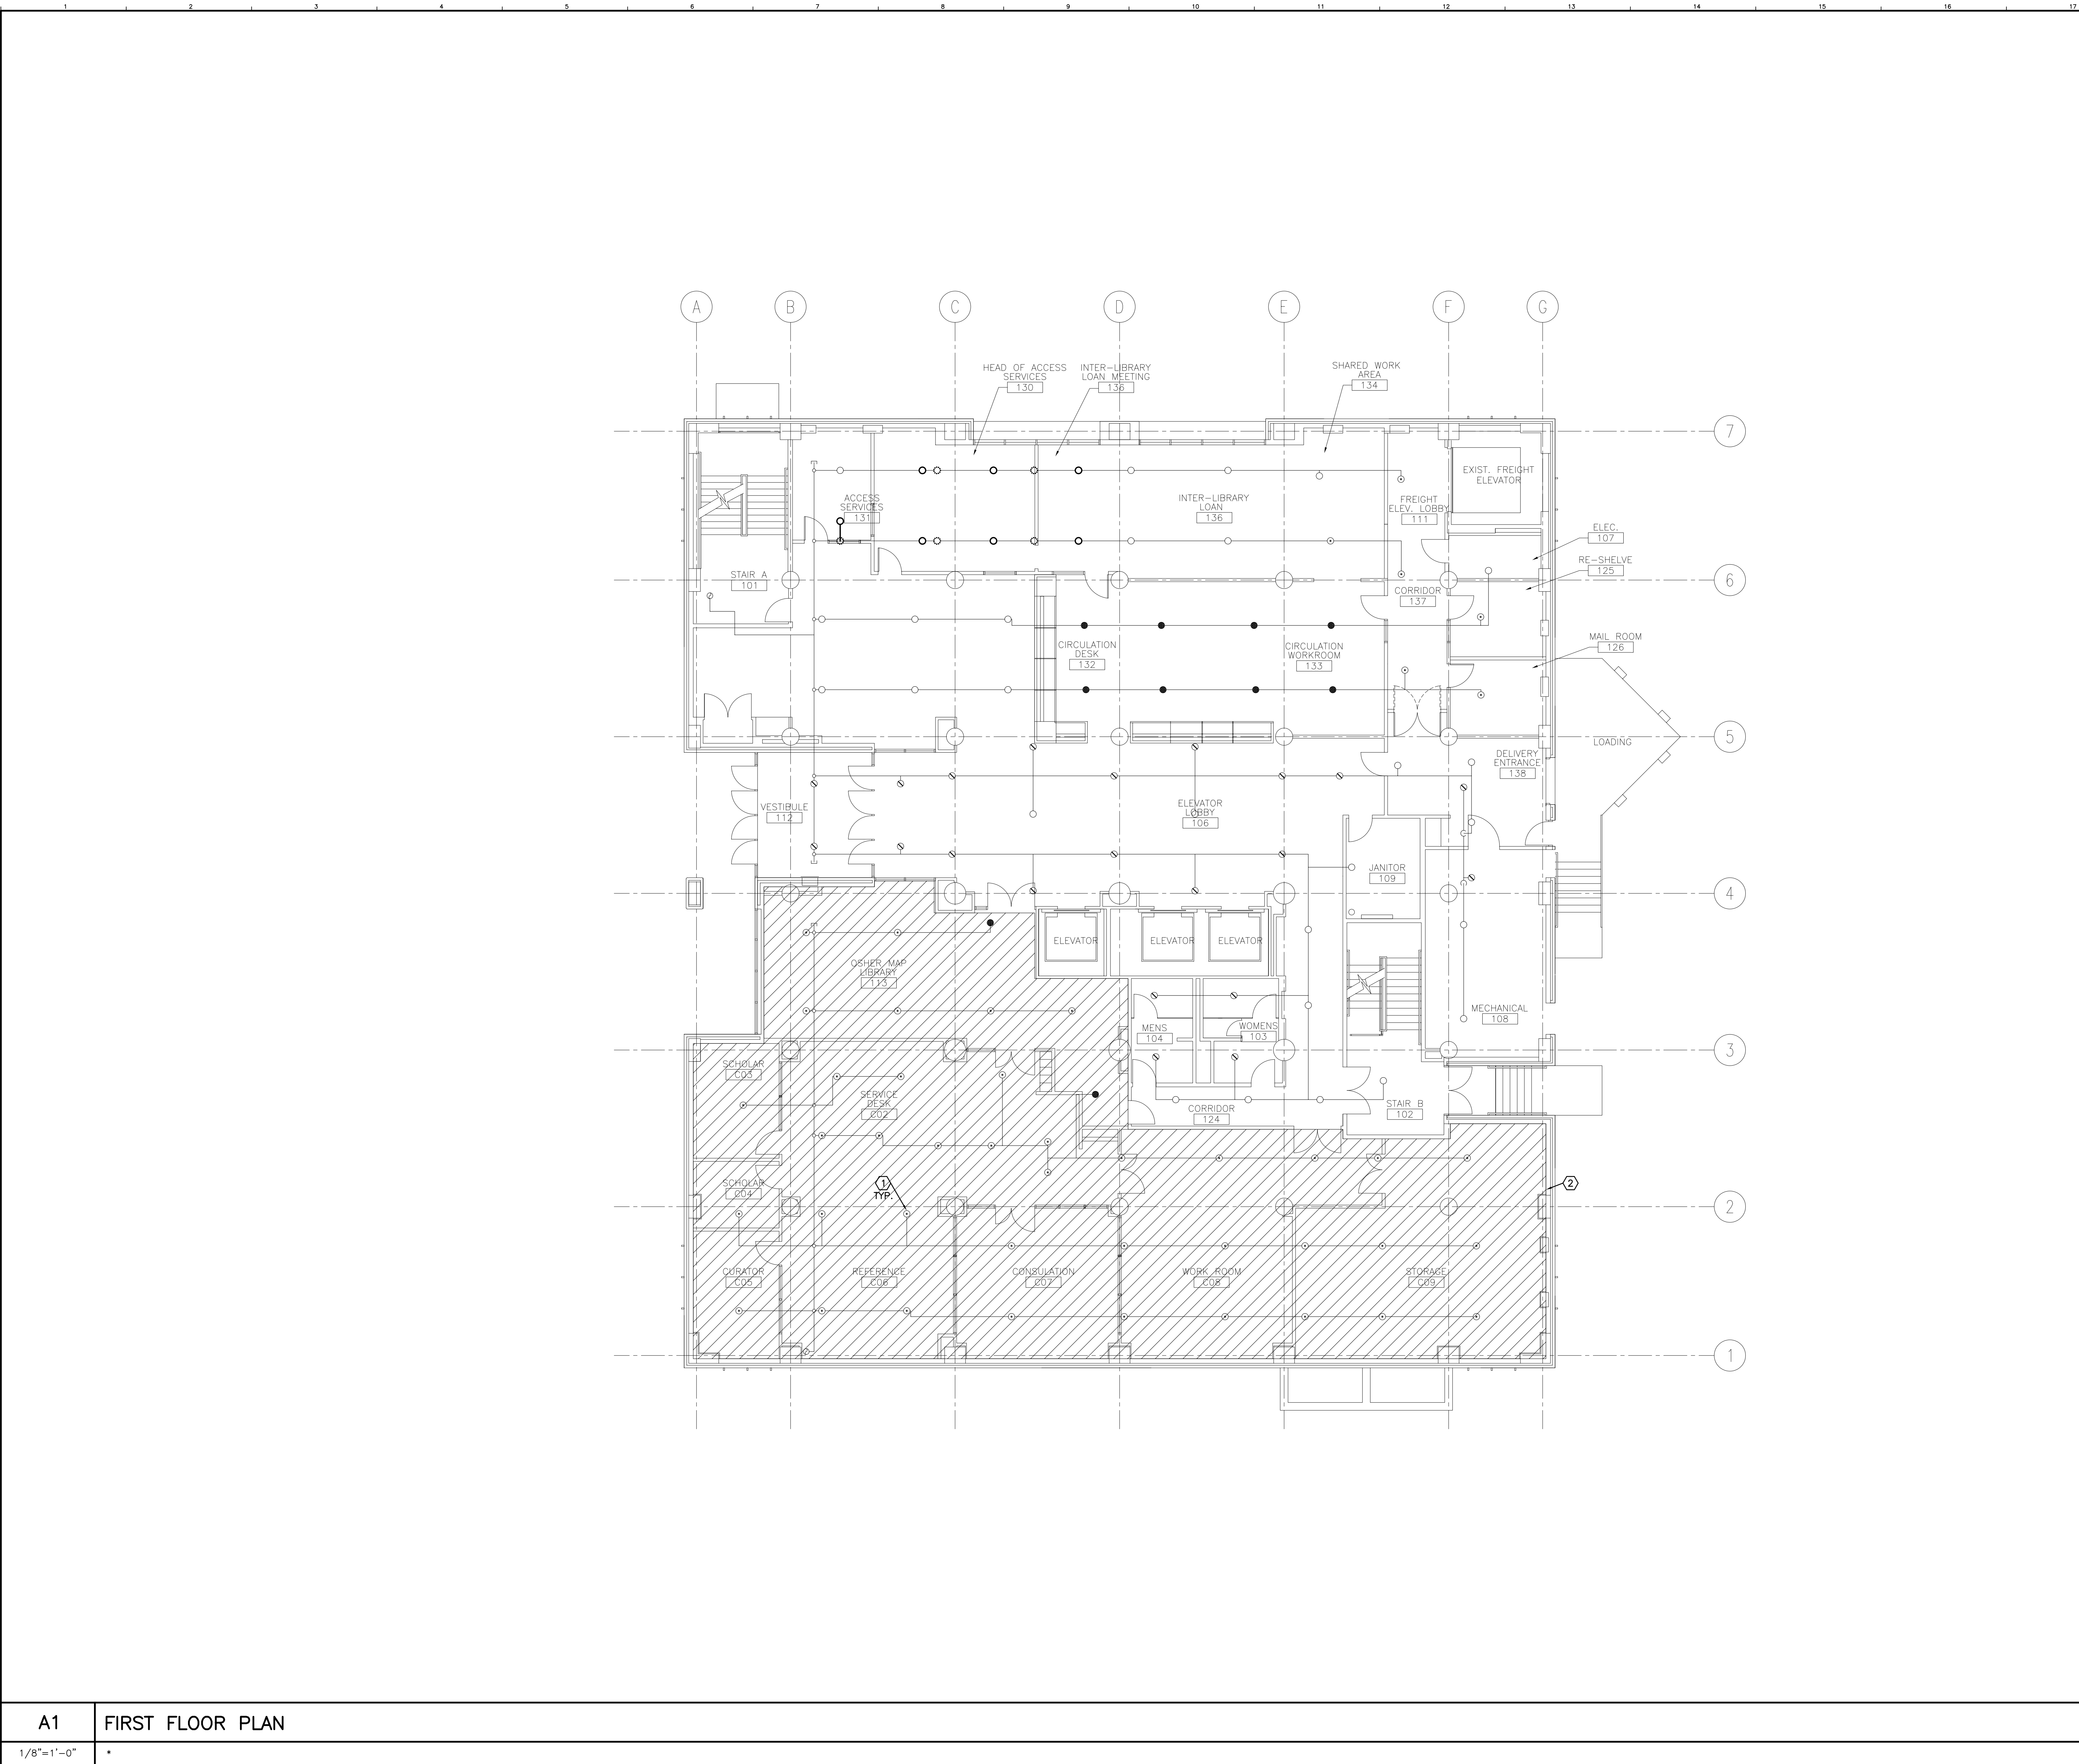 1 2 3 4 5 6 7 8 9 10 11 12 13 14 15 16 17
A B C D E F G
HEAD OF ACCESS
SERVICES
130
INTER-LIBRARY
LOAN MEETING
136
SHARED WORK
AREA
134
7
EXIST. FREIGHT
ELEVATOR
ACCESS
SERVICES
131
INTER-LIBRARY
LOAN
136
FREIGHT
ELEV. LOBBY
111
ELEC.
107
RE-SHELVE
125
STAIR A
101
6
CORRIDOR
137
CIRCULATION
DESK
132
CIRCULATION
WORKROOM
133
MAIL ROOM
126
5
LOADING
DELIVERY
ENTRANCE
138
VESTIBULE
112
ELEVATOR
LOBBY
106
JANITOR
109
4
ELEVATOR
ELEVATOR
ELEVATOR
OSHER MAP
LIBRARY
113
MECHANICAL
108
MENS
104
WOMENS
103
3
SCHOLAR
C03
SERVICE
DESK
C02
CORRIDOR
124
STAIR B
102
SCHOLAR
C04
1
TYP.
2
2
CURATOR
C05
REFERENCE
C06
CONSULATION
C07
WORK ROOM
C08
STORAGE
C09
1
A1
FIRST FLOOR PLAN
1/8"=1'-0"
*